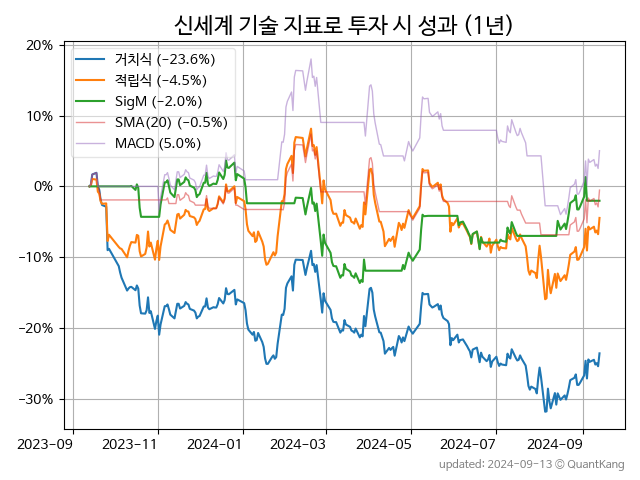 신세계 기술 지표로 투자 시 성과 (1년)
20%
10%
0%
−10%
−20%
−30%
거치식 (−23.6%)
적립식 (−4.5%)
SigM (−2.0%)
SMA(20) (−0.5%)
MACD (5.0%)
2023-09
2023-11
2024-01
2024-03
2024-05
2024-07
2024-09
updated: 2024-09-13 © QuantKang